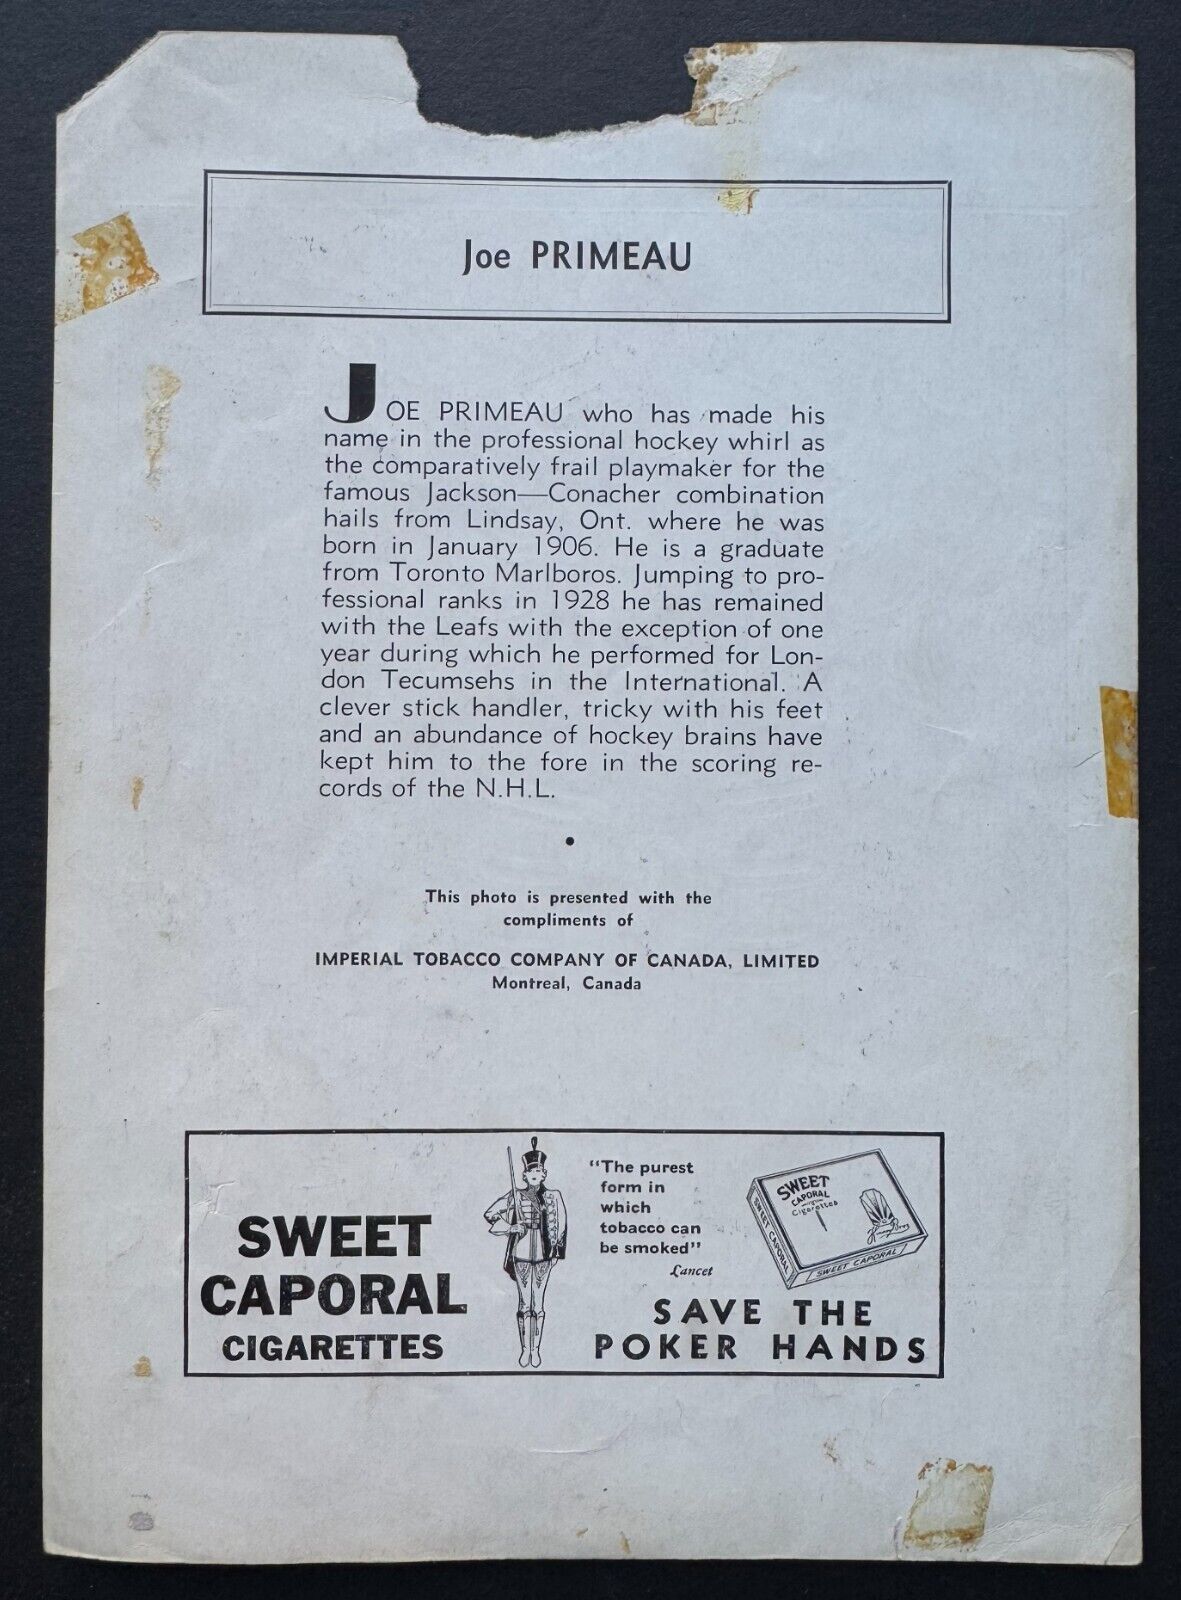 Joe PRIMEAU
JOE PRIMEAU who has made his
name in the professional hockey whirl as
the comparatively frail playmaker for the
famous Jackson—Conacher combination
hails from Lindsay, Ont. where he was
born in January 1906. He is a graduate
from Toronto Marlboros. Jumping to pro-
fessional ranks in 1928 he has remained
with the Leafs with the exception of one
year during which he performed for Lon-
don Tecumsehs in the International. A
clever stick handler, tricky with his feet
and an abundance of hockey brains have
kept him to the fore in the scoring re-
cords of the N.H.L.
•
This photo is presented with the
compliments of
IMPERIAL TOBACCO COMPANY OF CANADA, LIMITED
Montreal, Canada
SWEET
CAPORAL
CIGARETTES
"The purest
form in
which
tobacco can
be smoked"
Lancet
SWEET
CAPORAL
Cigarettes
SWEET CAPORAL
SWEET CAPORAL
SAVE THE
POKER HANDS